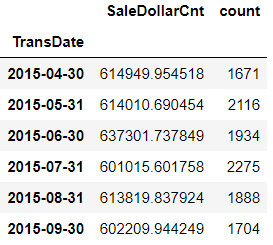 SaleDollarCnt count
TransDate
2015-04-30 614949.954518 1671
2015-05-31 614010.690454 2116
2015-06-30 637301.737849 1934
2015-07-31 601015.601758 2275
2015-08-31 613819.837924 1888
2015-09-30 602209.944249 1704